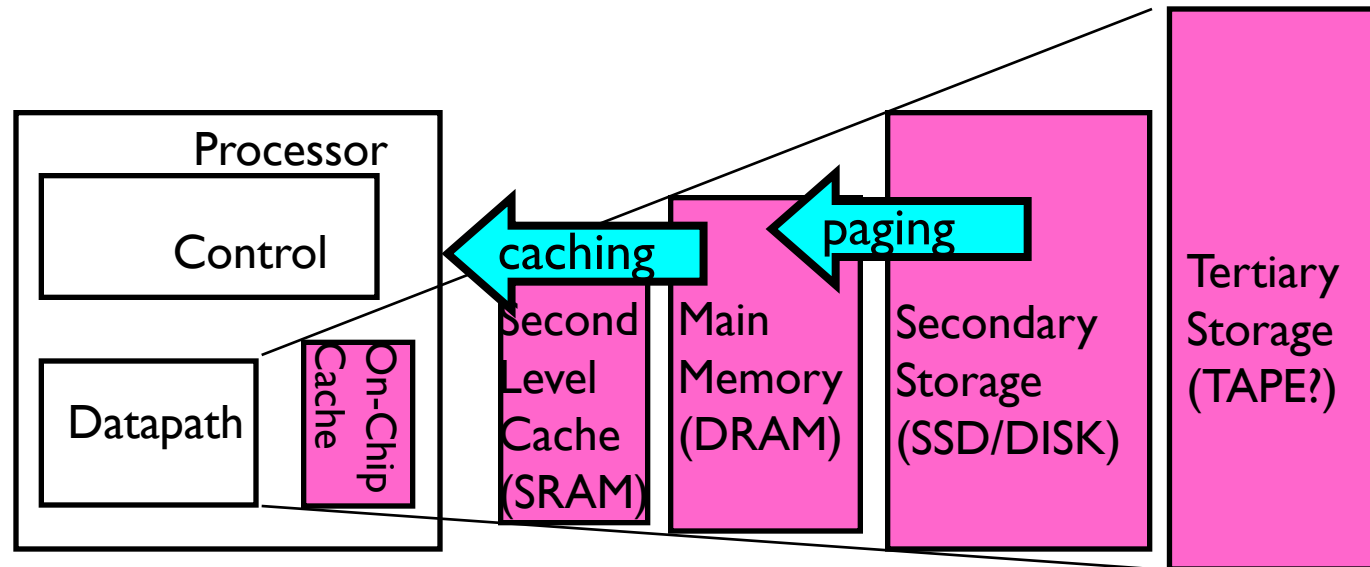 Processor
Control
Datapath
On-Chip
Cache
caching
Second
Level
Cache
(SRAM)
Main
Memory
(DRAM)
paging
Secondary
Storage
(SSD/DISK)
Tertiary
Storage
(TAPE?)